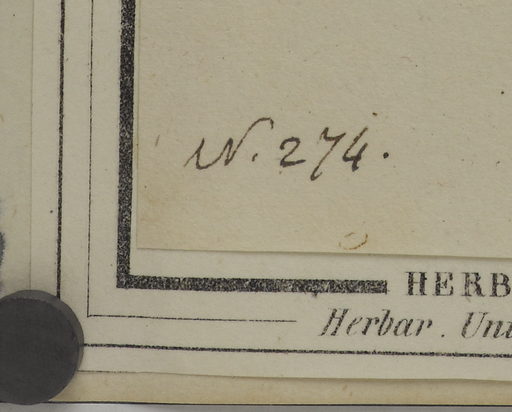 N. 274.
HERB
Herbar. Uni